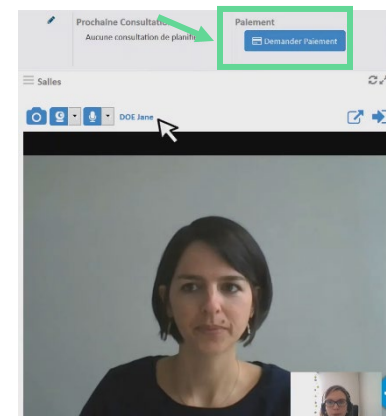 Prochaine Consultation
Paiement
Aucune consultation de planifi
Demander Paiement
Salles
DOE Jane